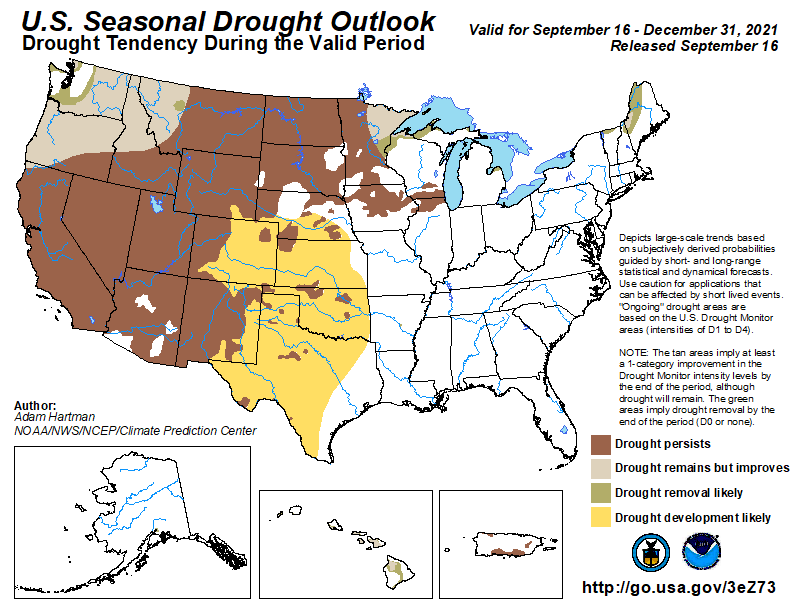 U.S. Seasonal Drought Outlook
Drought Tendency During the Valid Period
Valid for September 16 - December 31, 2021
Released September 16
Depicts large-scale trends based
on subjectively derived probabilities
guided by short- and long-range
statistical and dynamical forecasts.
Use caution for applications that
can be affected by short lived events.
"Ongoing" drought areas are
based on the U.S. Drought Monitor
areas (intensities of D1 to D4).
NOTE: The tan areas imply at least
a 1-category improvement in the
Drought Monitor intensity levels by
the end of the period, although
drought will remain. The green
areas imply drought removal by the
end of the period (D0 or none).
Author:
Adam Hartman
NOAA/NWS/NCEP/Climate Prediction Center
Drought persists
Drought remains but improves
Drought removal likely
Drought development likely
http://go.usa.gov/3eZ73